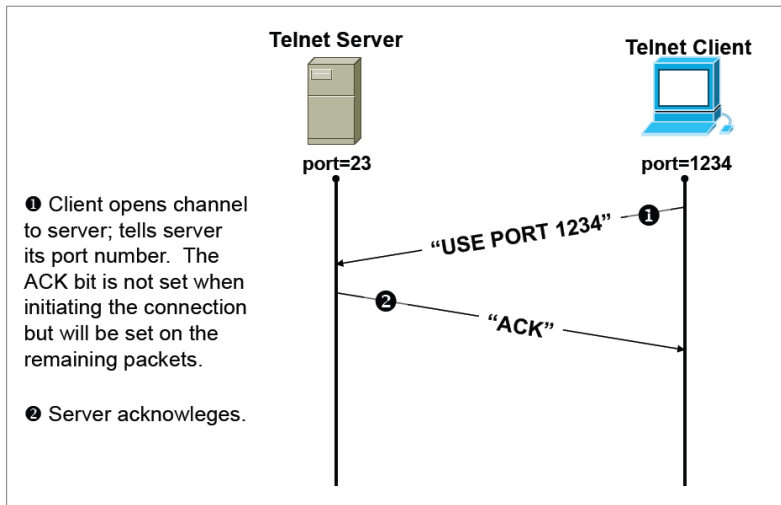 Telnet Server
Telnet Client
port=23
port=1234
❶ Client opens channel
to server; tells server
its port number. The
ACK bit is not set when
initiating the connection
but will be set on the
remaining packets.
❶
“USE PORT 1234”
❷
“ACK”
❷ Server acknowleges.